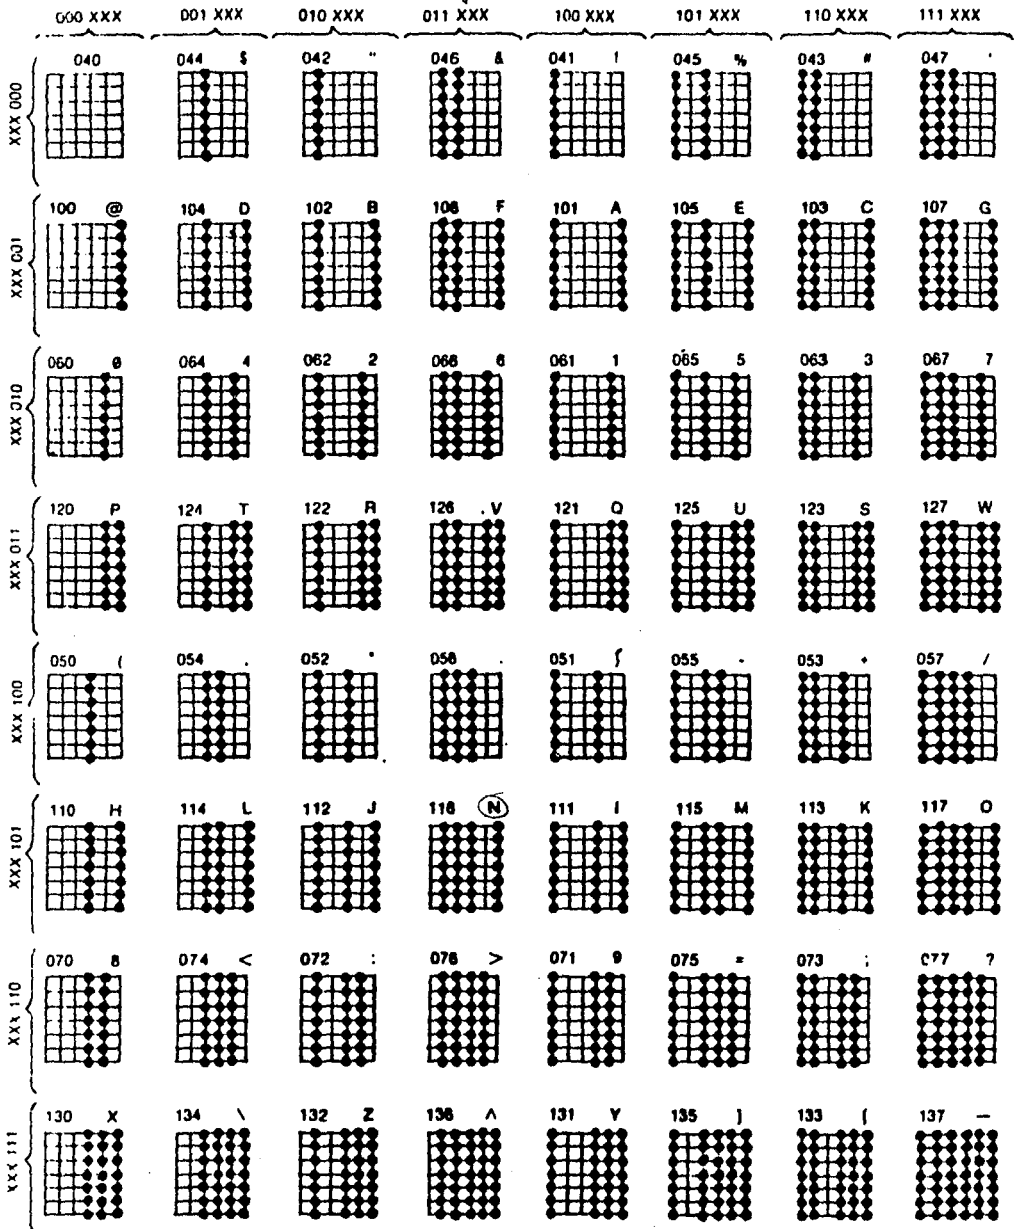 000 XXX 001 XXX 010 XXX 011 XXX 100 XXX 101 XXX 110 XXX 111 XXX
XXX 000
040 044 $ 042 " 046 & 041 ! 045 % 043 # 047 '
XXX 001
100 @ 104 D 102 B 106 F 101 A 105 E 103 C 107 G
XXX 010
060 0 064 4 062 2 066 6 061 1 065 5 063 3 067 7
XXX 011
120 P 124 T 122 R 126 V 121 Q 125 U 123 S 127 W
XXX 100
050 ( 054 , 052 * 056 . 051 055 - 053 + 057 /
XXX 101
110 H 114 L 112 J 116 N 111 I 115 M 113 K 117 O
XXX 110
070 8 074 < 072 : 076 > 071 9 075 = 073 ; 077 ?
XXX 111
130 X 134 \ 132 Z 136 ^ 131 Y 135 ] 133 [ 137 —